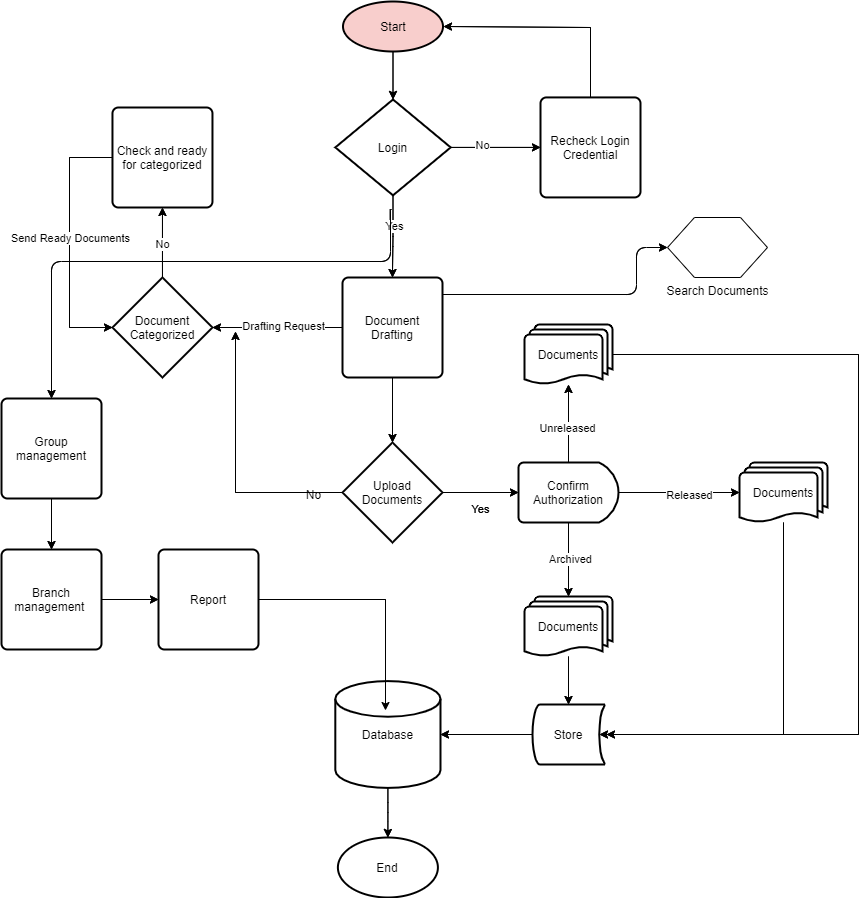 Start
Login
No
Recheck Login
Credential
Check and ready
for categorized
Yes
Send Ready Documents
No
Search Documents
Document
Categorized
Drafting Request
Document
Drafting
Documents
Unreleased
Group
management
Upload
Documents
No
Yes
Confirm
Authorization
Released
Documents
Archived
Branch
management
Report
Documents
Database
Store
End